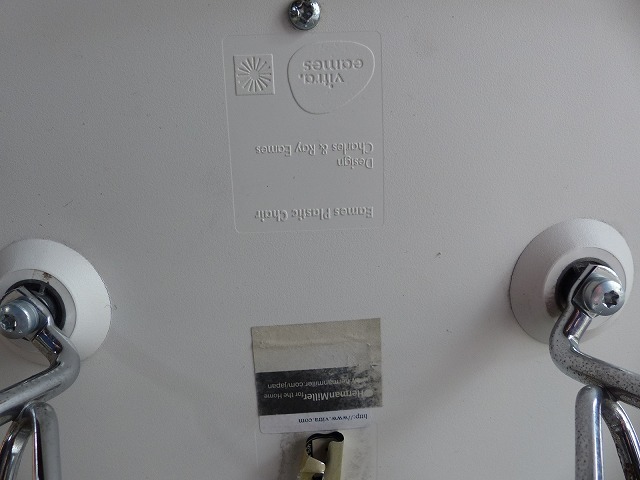 Eames Plastic Chair
Design
Charles & Ray Eames
vitra.
eames
http://www.vitra.com
HermanMiller for the Home
hermanmiller.com/japan